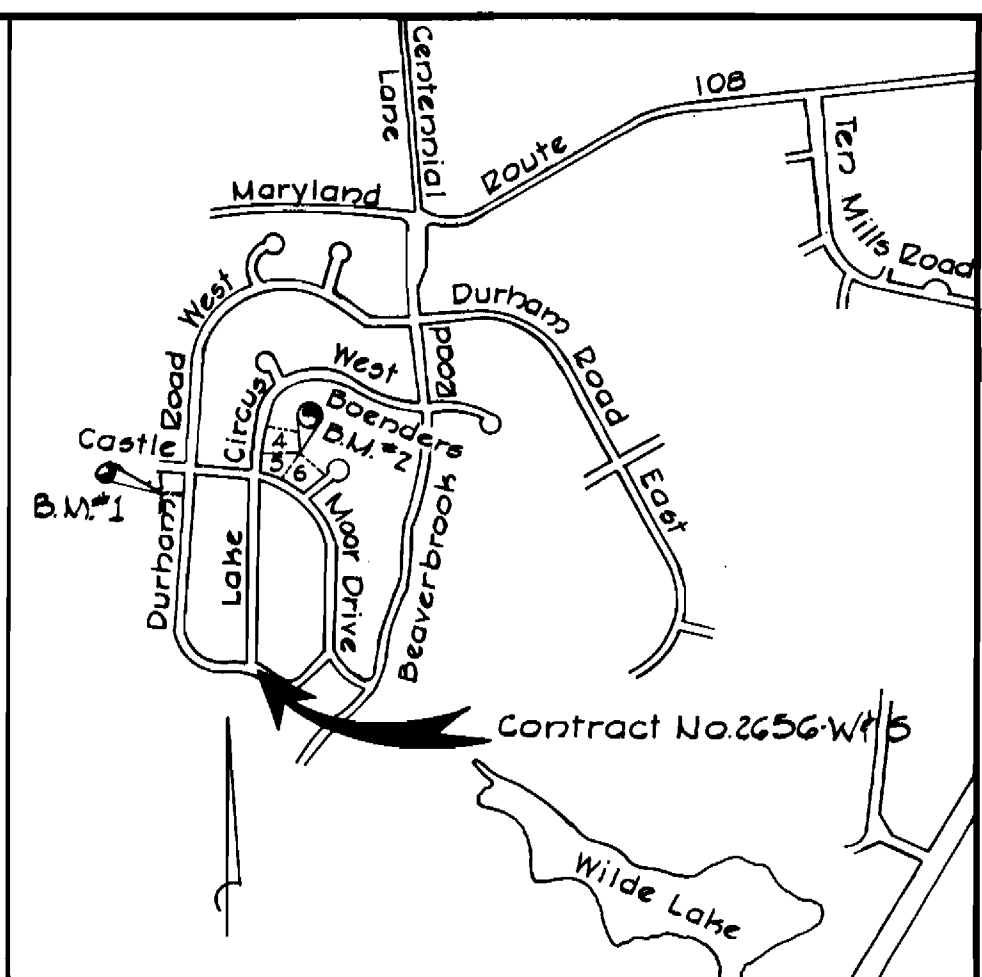 Centennial
Lane
Maryland
Route 108
Ten Mills Road
Durham Road West
Durham Road East
Circus West
Boenders
B.M. #2
4
5
6
Castle
B.M. #1
Durham
Lake
Moor Drive
Beaverbrook
Road
Contract No. 2656-W&S
Wilde Lake